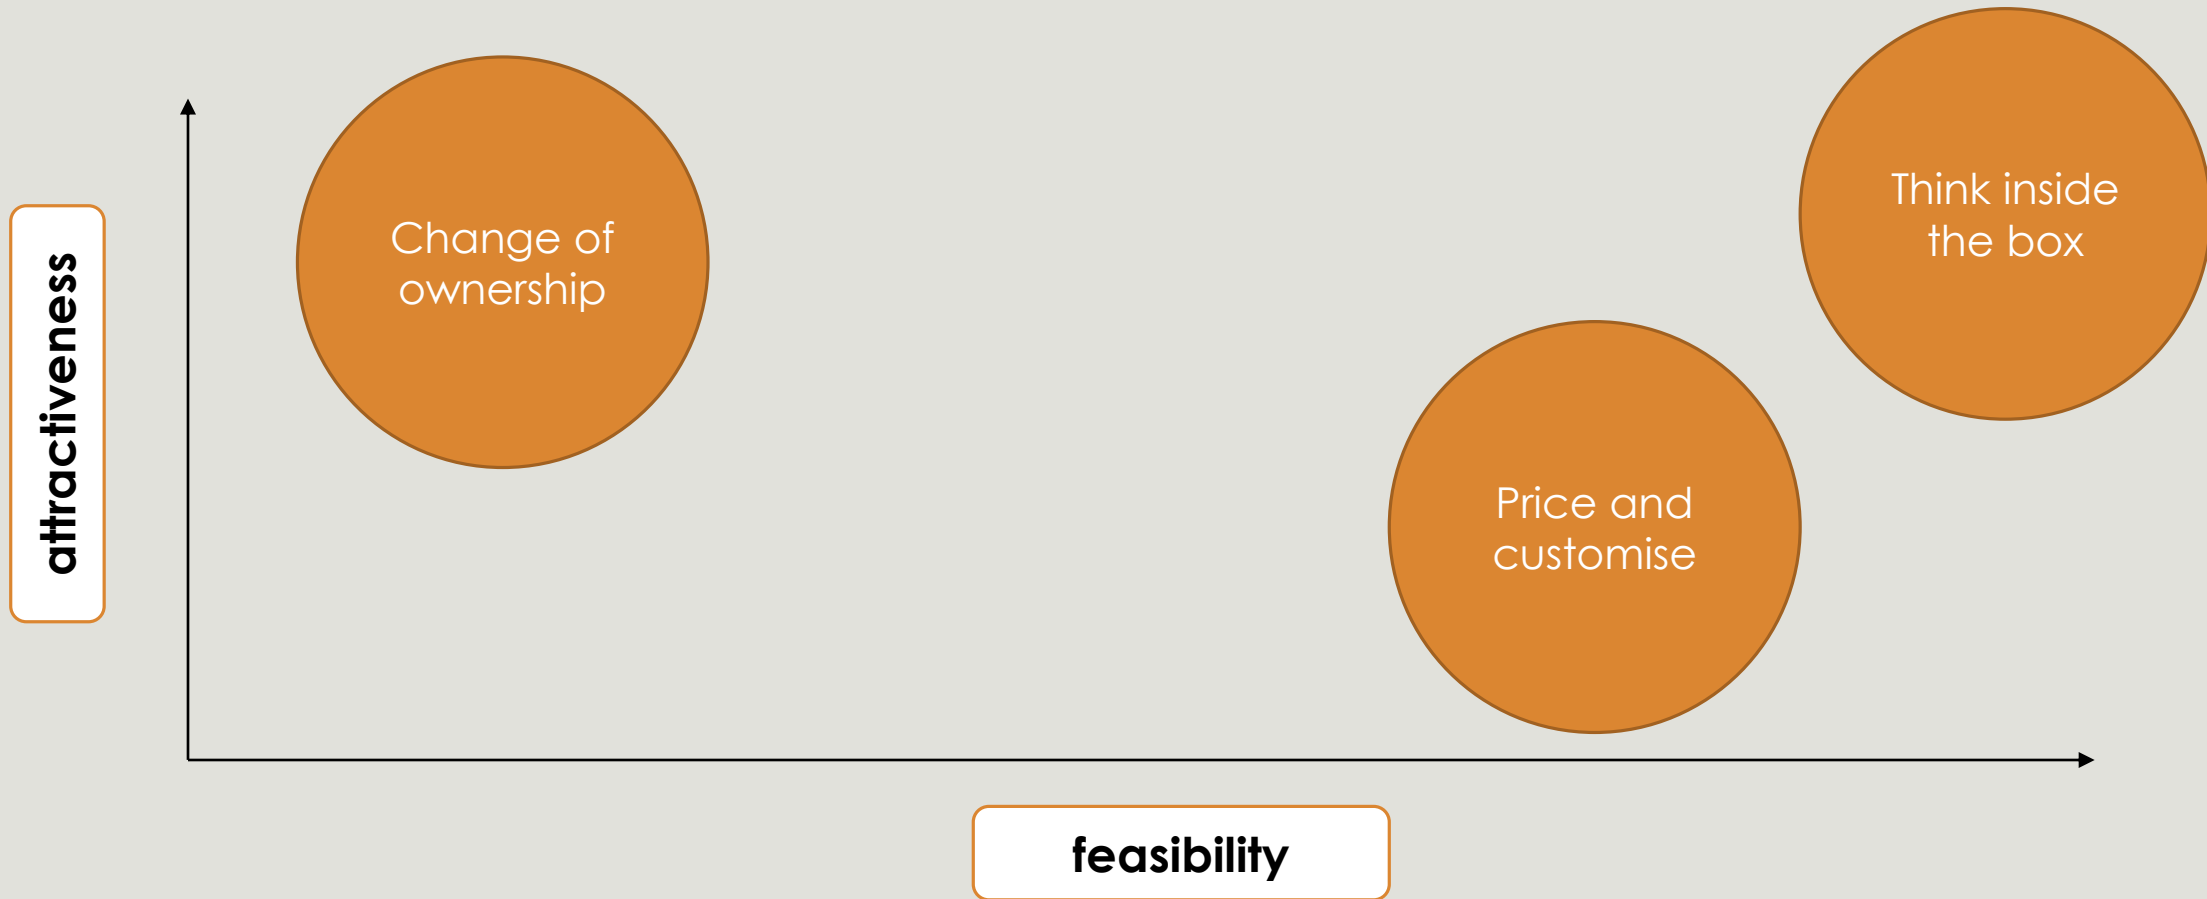 attractiveness
Change of
ownership
Think inside
the box
Price and
customise
feasibility